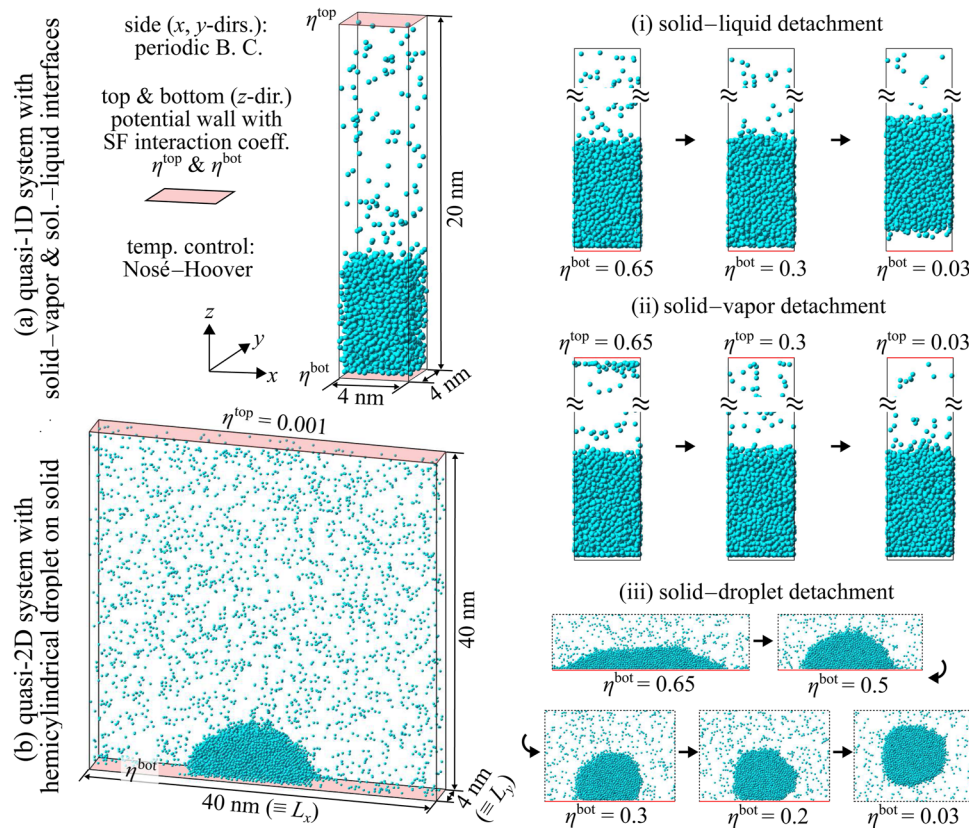 (a) quasi-1D system with
solid−vapor & sol.−liquid interfaces
side (x, y-dirs.):
periodic B. C.
top & bottom (z-dir.)
potential wall with
SF interaction coeff.
η^top & η^bot
temp. control:
Nosé−Hoover
z
y
x
η^top
20 nm
η^bot
4 nm
4 nm
(b) quasi-2D system with
hemicylindrical droplet on solid
η^top = 0.001
40 nm
η^bot
40 nm (≡ L_x)
4 nm
(≡ L_y)
(i) solid−liquid detachment
η^bot = 0.65
η^bot = 0.3
η^bot = 0.03
(ii) solid−vapor detachment
η^top = 0.65
η^top = 0.3
η^top = 0.03
(iii) solid−droplet detachment
η^bot = 0.65
η^bot = 0.5
η^bot = 0.3
η^bot = 0.2
η^bot = 0.03